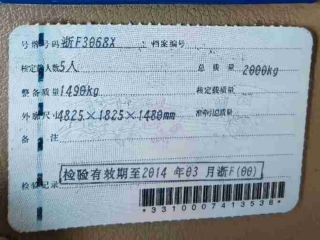 号牌号码 浙F3068X 档案编号
核定载人数 5人 总质量 2000kg
整备质量 1490kg 核定载质量
外廓尺寸 4825×1825×1480mm 准牵引总质量
备注
检验有效期至2014年03月浙F(00)
检验记录
*3310007413538*